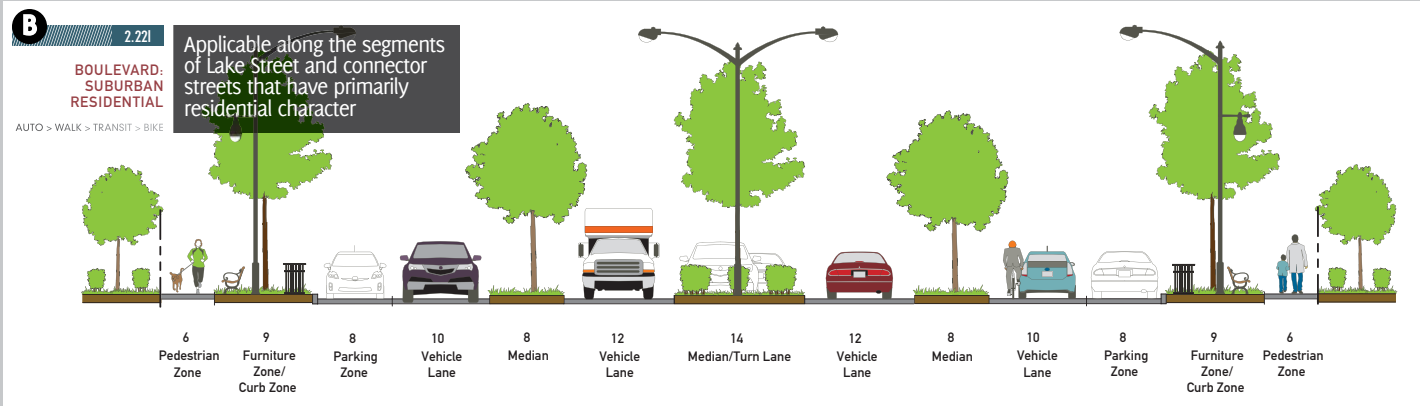 B
2.22I
BOULEVARD:
SUBURBAN
RESIDENTIAL
AUTO > WALK > TRANSIT > BIKE
Applicable along the segments
of Lake Street and connector
streets that have primarily
residential character
6
Pedestrian
Zone
9
Furniture
Zone/
Curb Zone
8
Parking
Zone
10
Vehicle
Lane
8
Median
12
Vehicle
Lane
14
Median/Turn Lane
12
Vehicle
Lane
8
Median
10
Vehicle
Lane
8
Parking
Zone
9
Furniture
Zone/
Curb Zone
6
Pedestrian
Zone